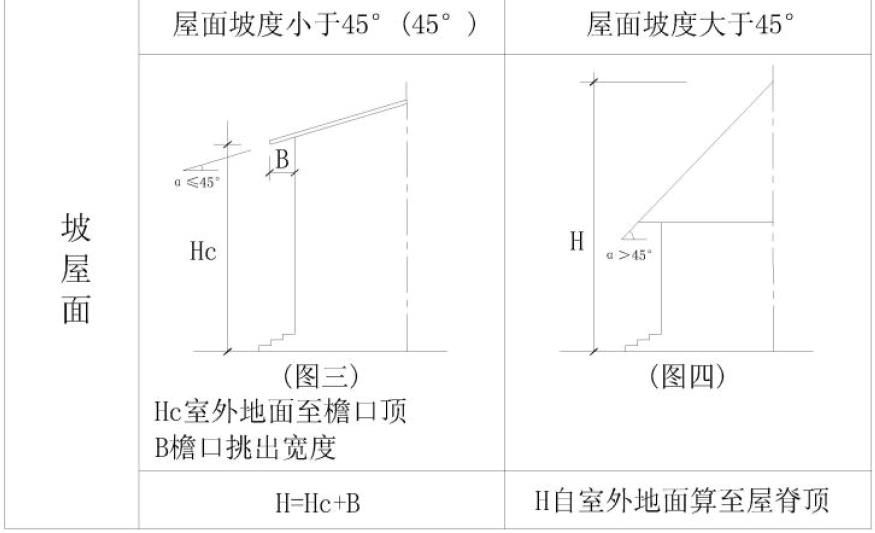 屋面坡度小于45°(45°)
屋面坡度大于45°
坡
屋
面
B
α≤45°
Hc
(图三)
Hc室外地面至檐口顶
B檐口挑出宽度
H
α>45°
(图四)
H=Hc+B
H自室外地面算至屋脊顶